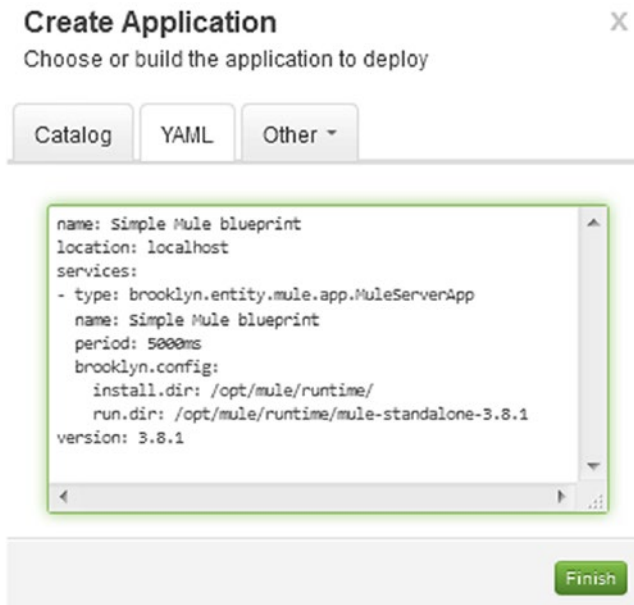 Create Application
X
Choose or build the application to deploy
Catalog
YAML
Other
name: Simple Mule blueprint
location: localhost
services:
- type: brooklyn.entity.mule.app.MuleServerApp
  name: Simple Mule blueprint
  period: 5000ms
  brooklyn.config:
    install.dir: /opt/mule/runtime/
    run.dir: /opt/mule/runtime/mule-standalone-3.8.1
version: 3.8.1
Finish